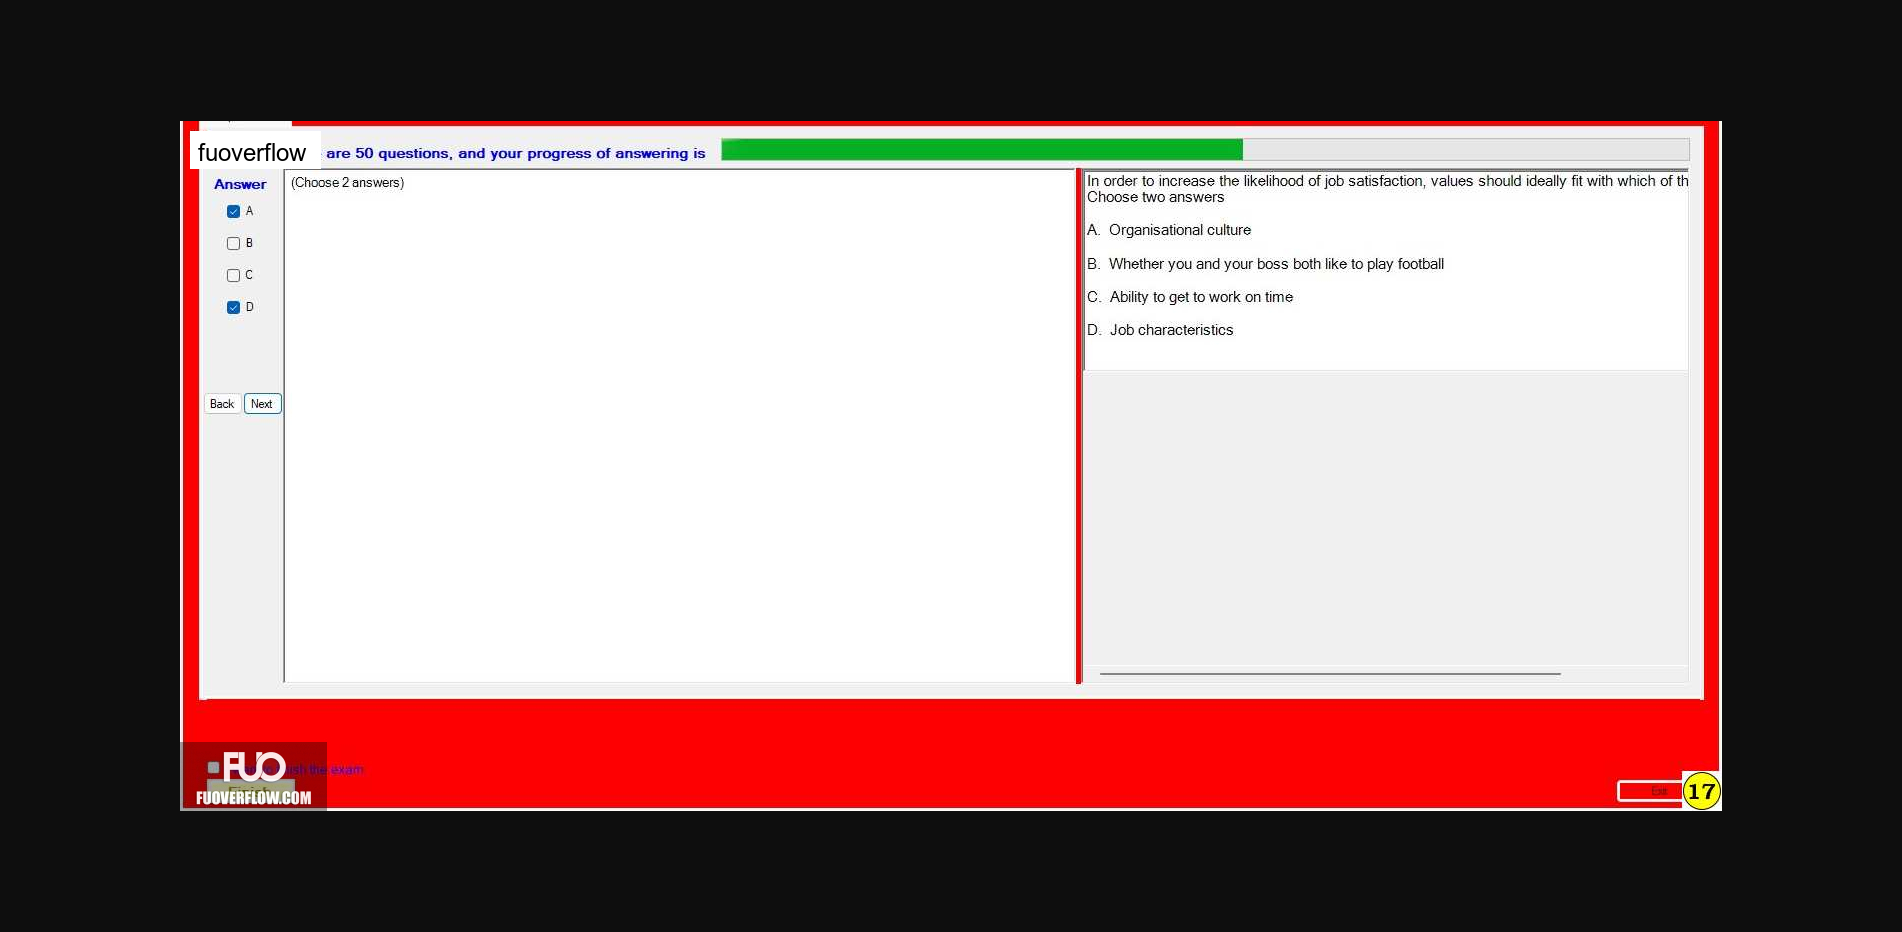 fuoverflow are 50 questions, and your progress of answering is
Answer
A
B
C
D
Back Next
(Choose 2 answers)
In order to increase the likelihood of job satisfaction, values should ideally fit with which of th
Choose two answers
A. Organisational culture
B. Whether you and your boss both like to play football
C. Ability to get to work on time
D. Job characteristics
FUO
the exam
Finish
FUOVERFLOW.COM
Exit
17